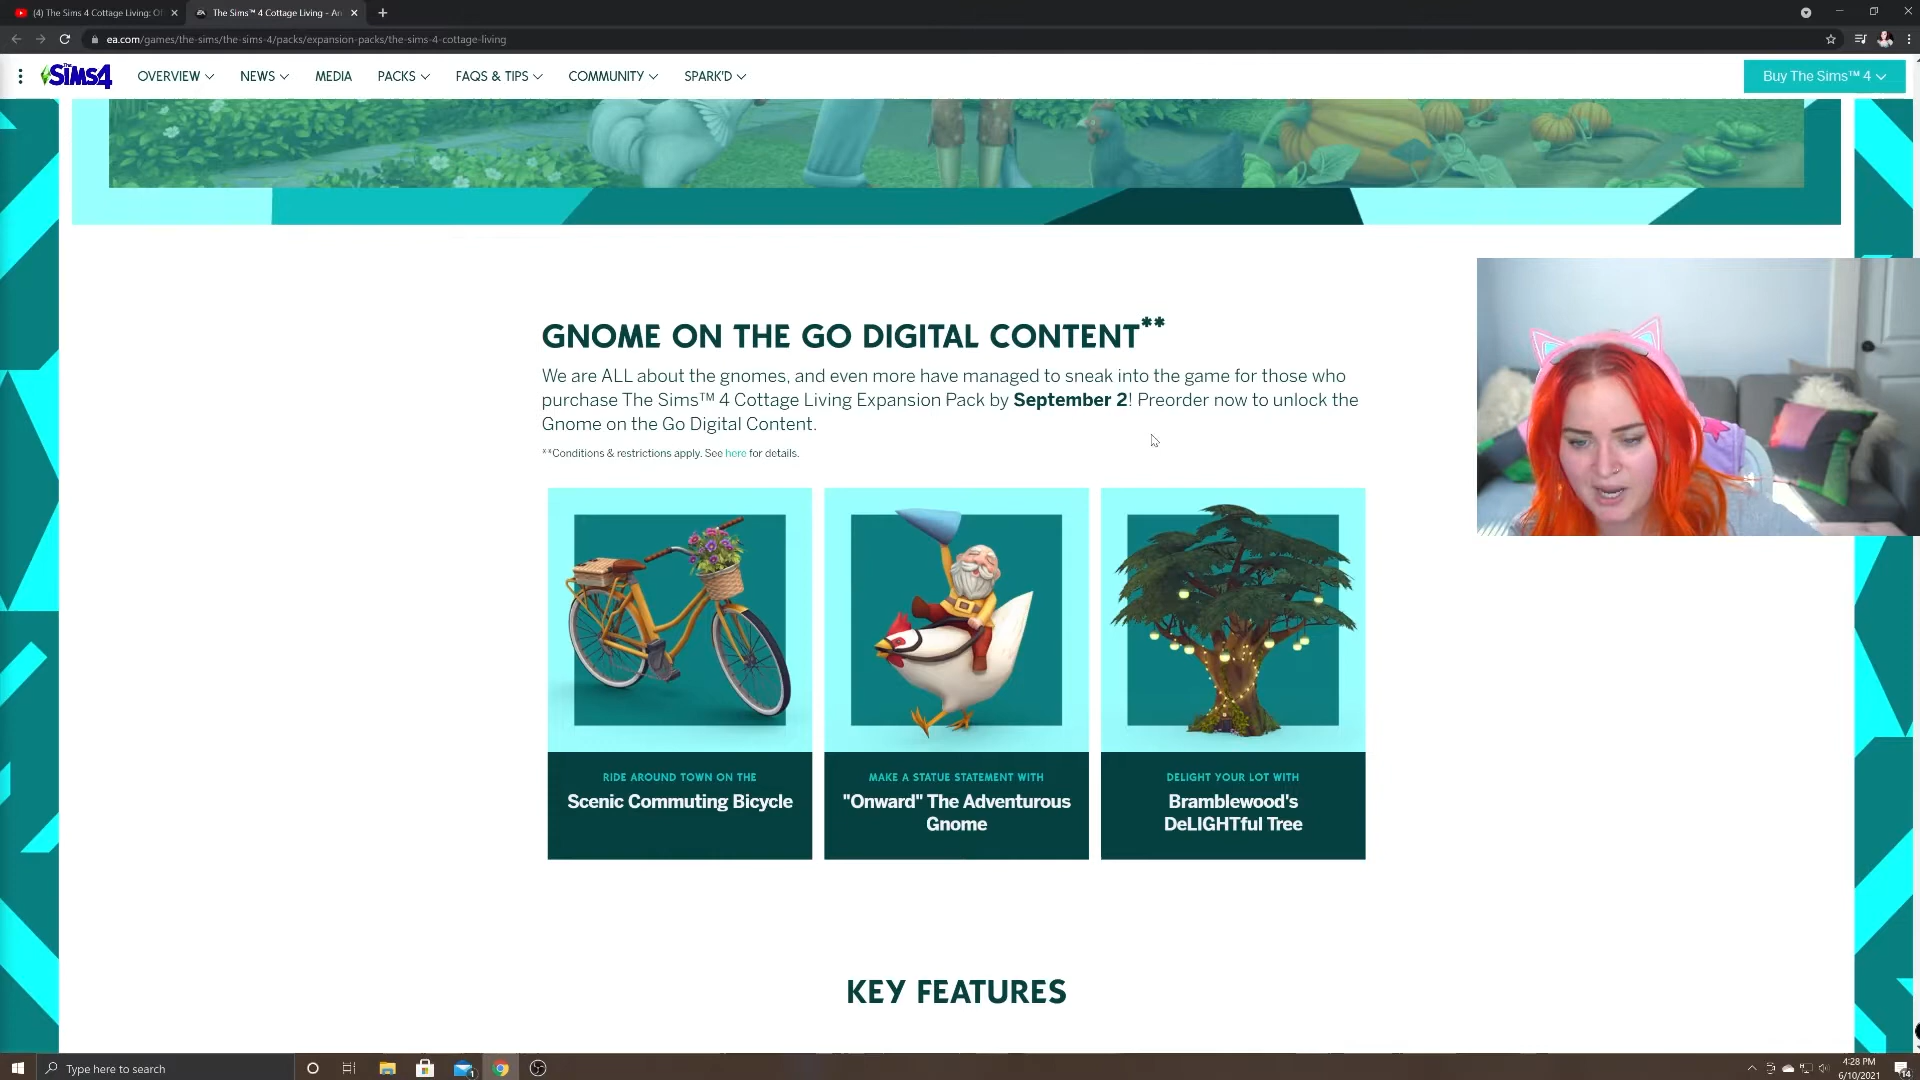 (4) The Sims 4 Cottage Living: Of
The Sims™ 4 Cottage Living - An
ea.com/games/the-sims/the-sims-4/packs/expansion-packs/the-sims-4-cottage-living
The SiMS4
OVERVIEW
NEWS
MEDIA
PACKS
FAQS & TIPS
COMMUNITY
SPARK'D
Buy The Sims™ 4
GNOME ON THE GO DIGITAL CONTENT**
We are ALL about the gnomes, and even more have managed to sneak into the game for those who
purchase The Sims™ 4 Cottage Living Expansion Pack by September 2! Preorder now to unlock the
Gnome on the Go Digital Content.
**Conditions & restrictions apply. See here for details.
RIDE AROUND TOWN ON THE
Scenic Commuting Bicycle
MAKE A STATUE STATEMENT WITH
"Onward" The Adventurous
Gnome
DELIGHT YOUR LOT WITH
Bramblewood's
DeLIGHTful Tree
KEY FEATURES
Type here to search
1
4:28 PM
6/10/2021
14